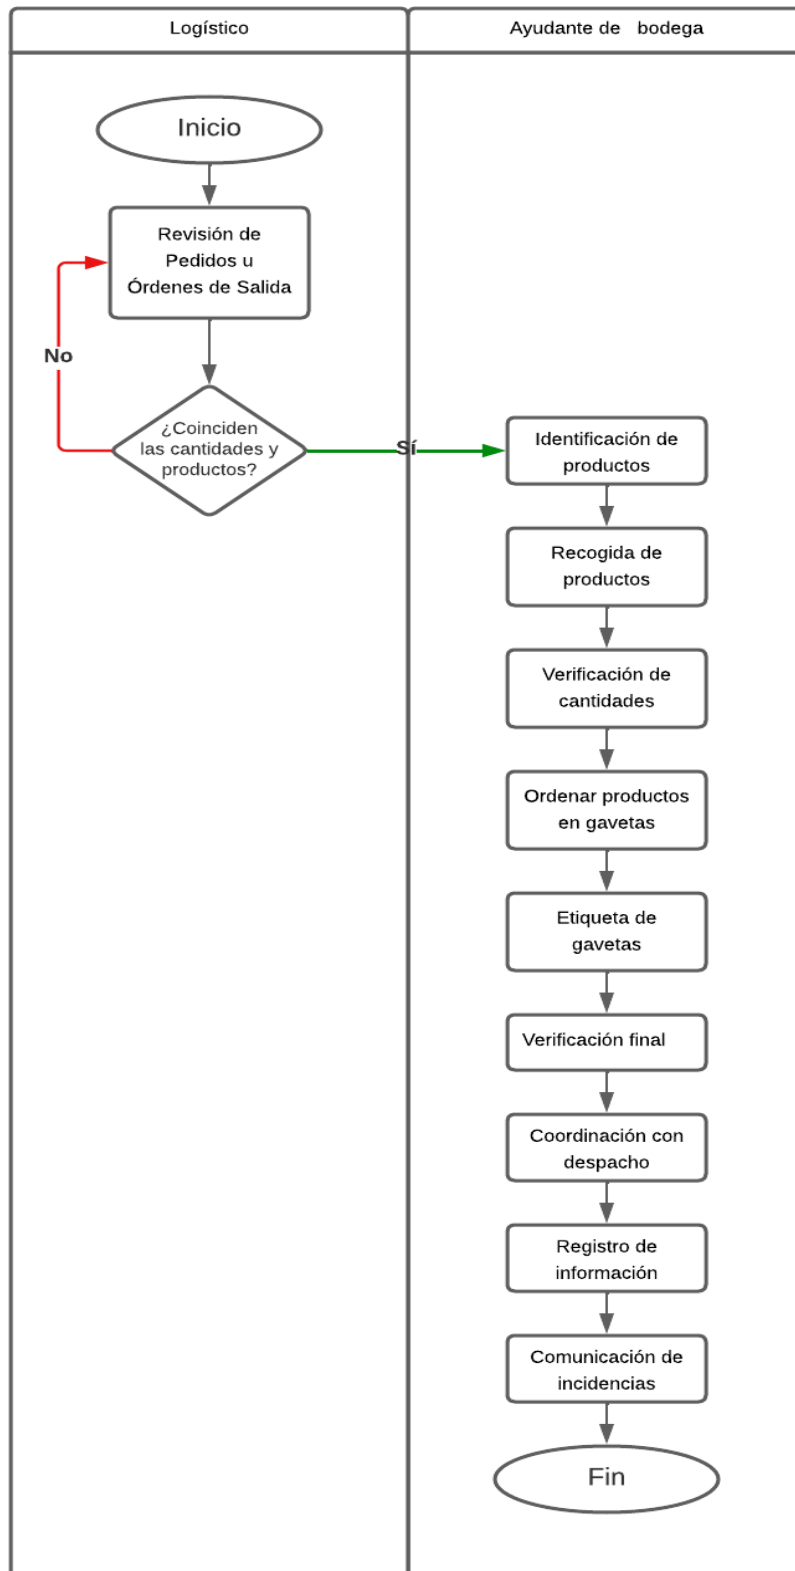 Logístico
Ayudante de bodega
Inicio
Revisión de
Pedidos u
Órdenes de Salida
No
¿Coinciden
las cantidades y
productos?
Sí
Identificación de
productos
Recogida de
productos
Verificación de
cantidades
Ordenar productos
en gavetas
Etiqueta de
gavetas
Verificación final
Coordinación con
despacho
Registro de
información
Comunicación de
incidencias
Fin